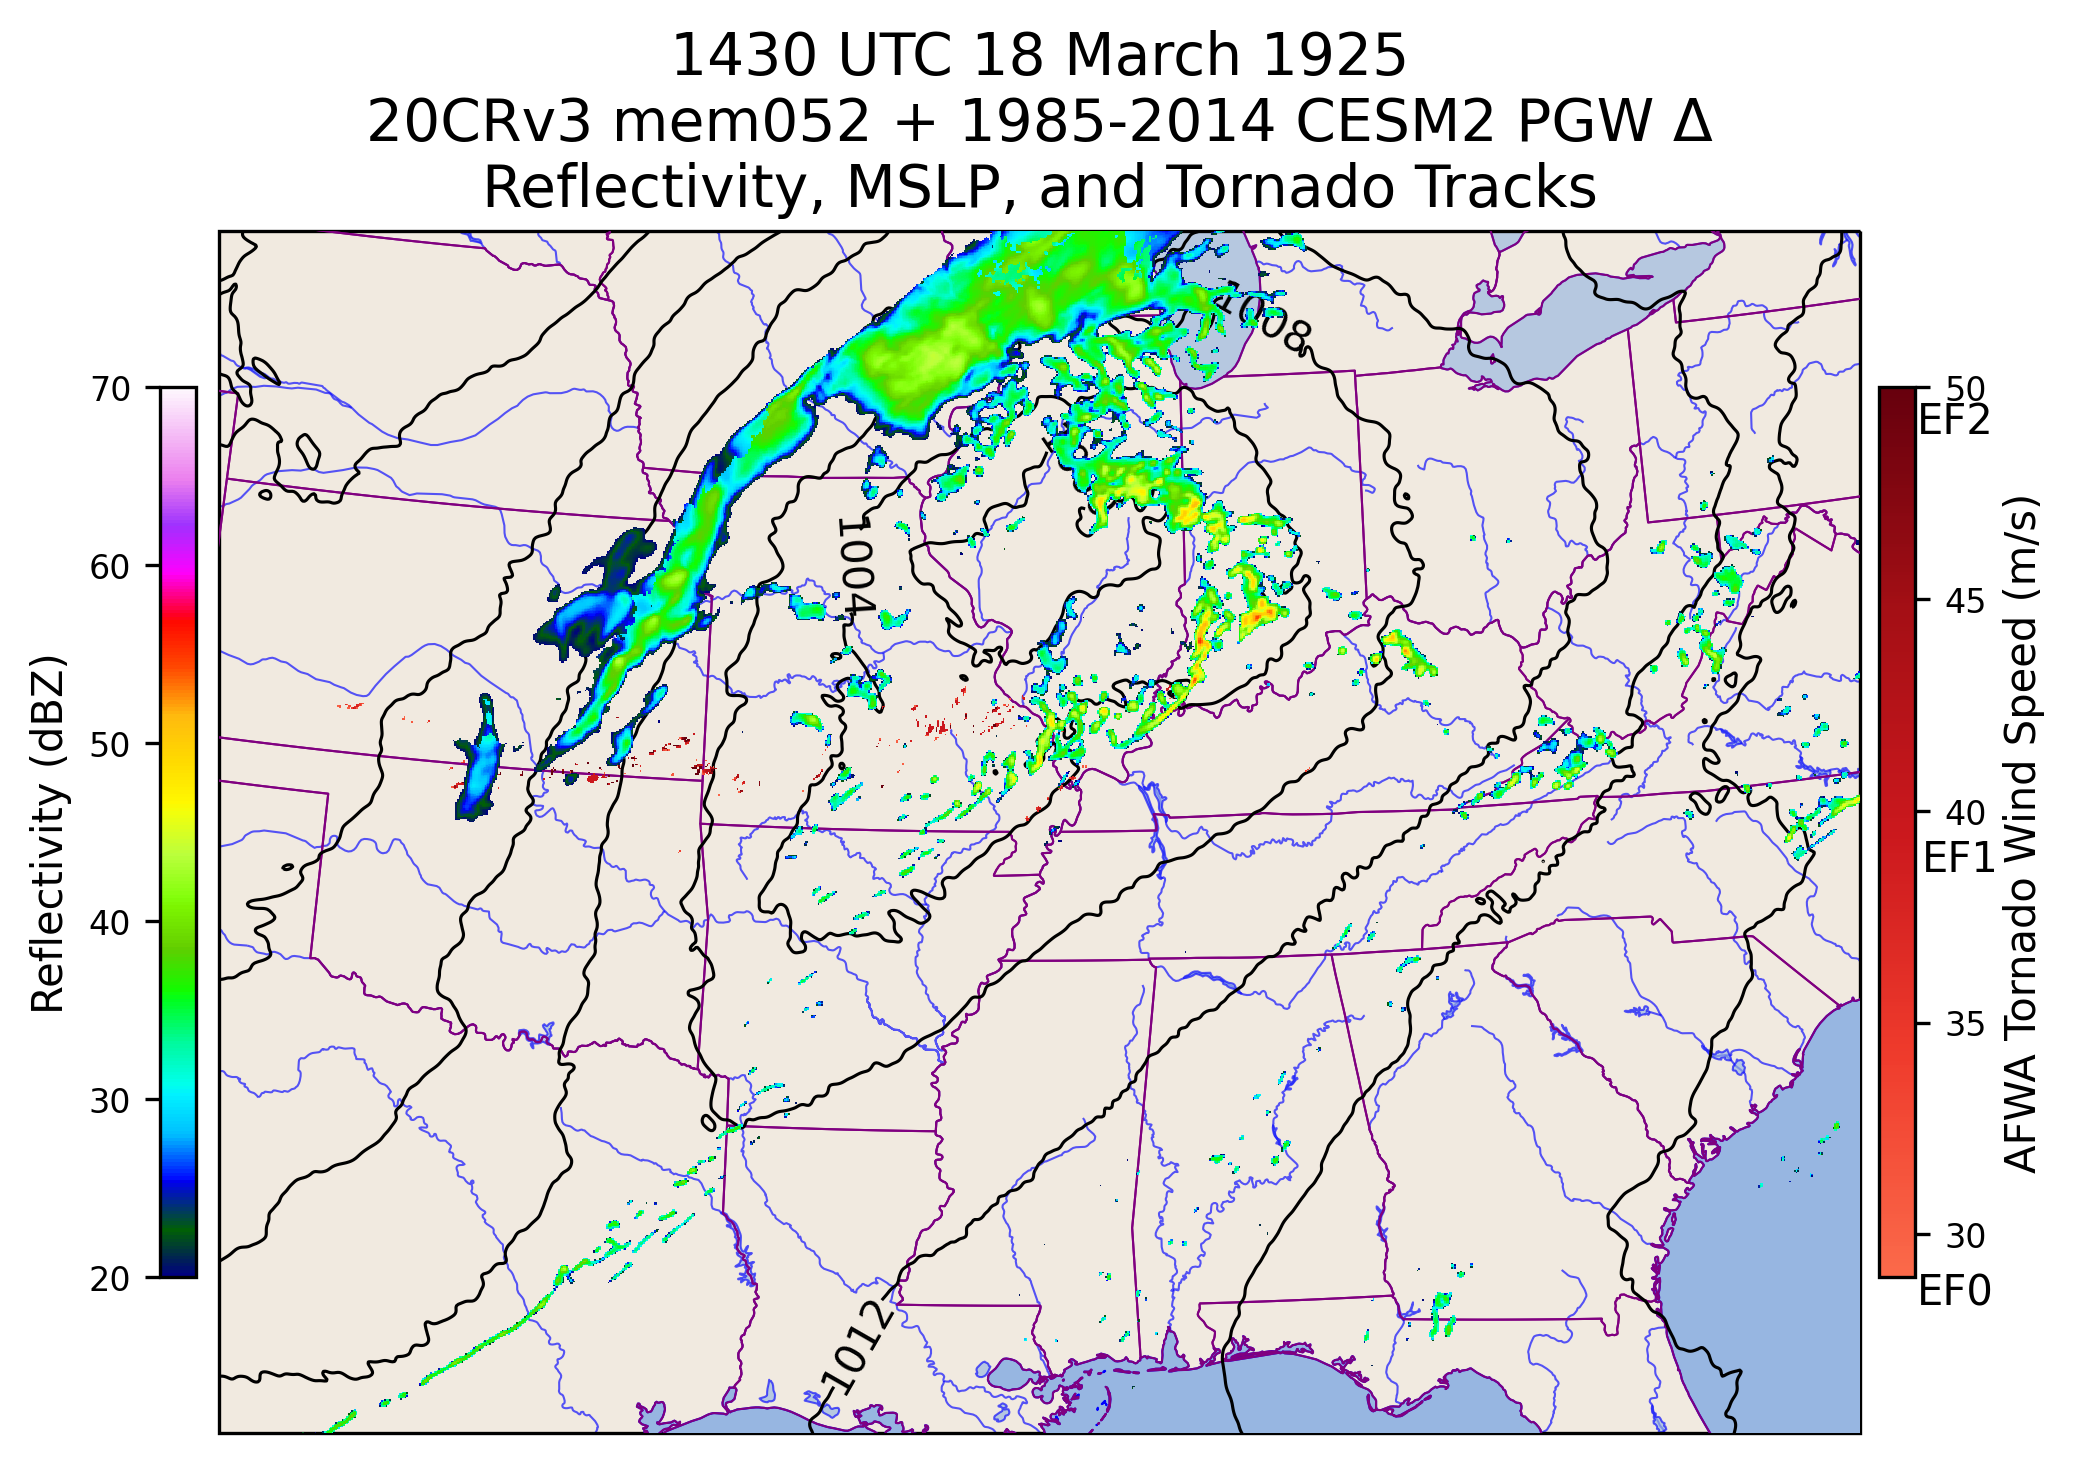 1430 UTC 18 March 1925
20CRv3 mem052 + 1985-2014 CESM2 PGW Δ
Reflectivity, MSLP, and Tornado Tracks
Reflectivity (dBZ)
70
60
50
40
30
20
1008
1004
1012
50
EF2
45
40
EF1
35
30
EF0
AFWA Tornado Wind Speed (m/s)